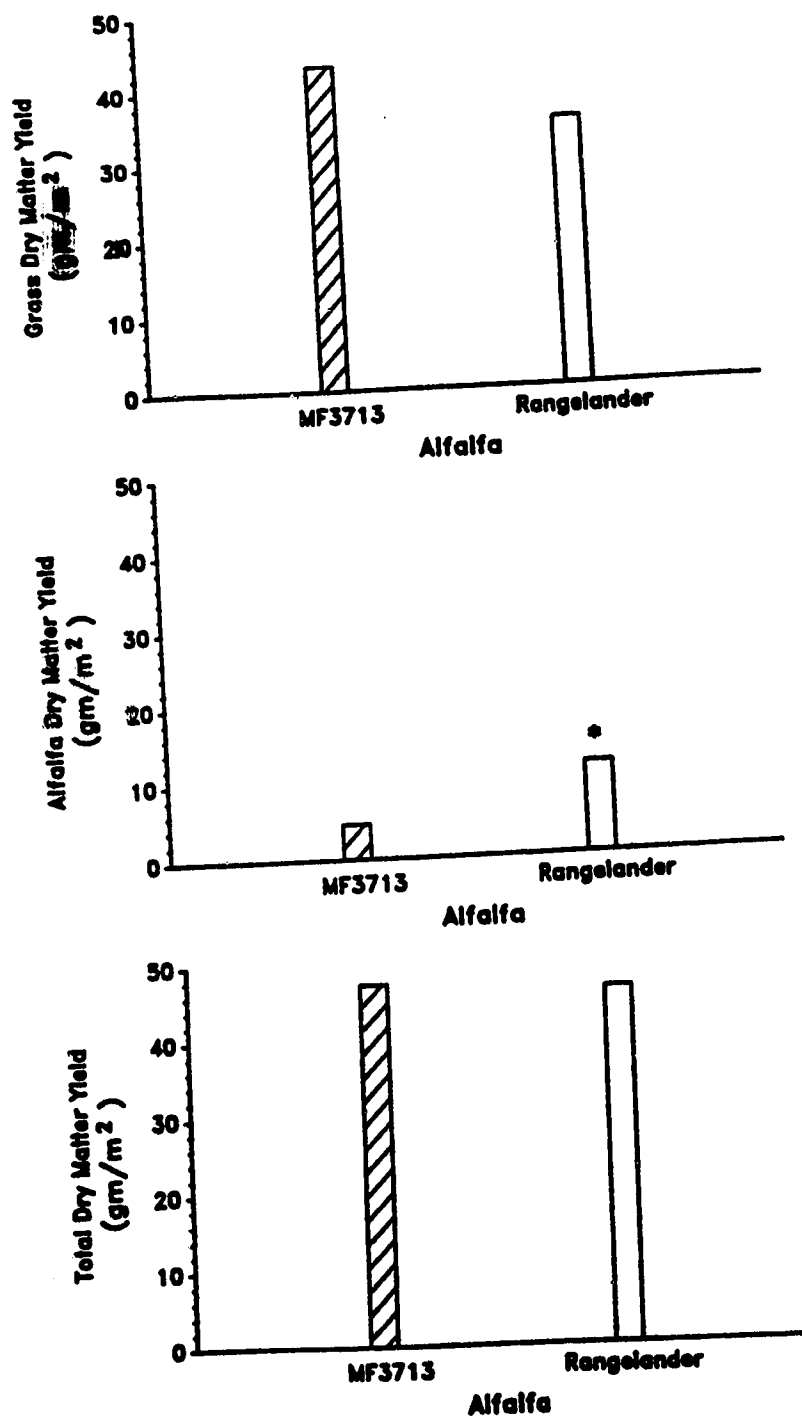 50
40
30
20
10
0
Grass Dry Matter Yield
(gm/m²)
MF3713
Rangelander
Alfalfa
50
40
30
20
10
0
Alfalfa Dry Matter Yield
(gm/m²)
*
MF3713
Rangelander
Alfalfa
50
40
30
20
10
0
Total Dry Matter Yield
(gm/m²)
MF3713
Rangelander
Alfalfa